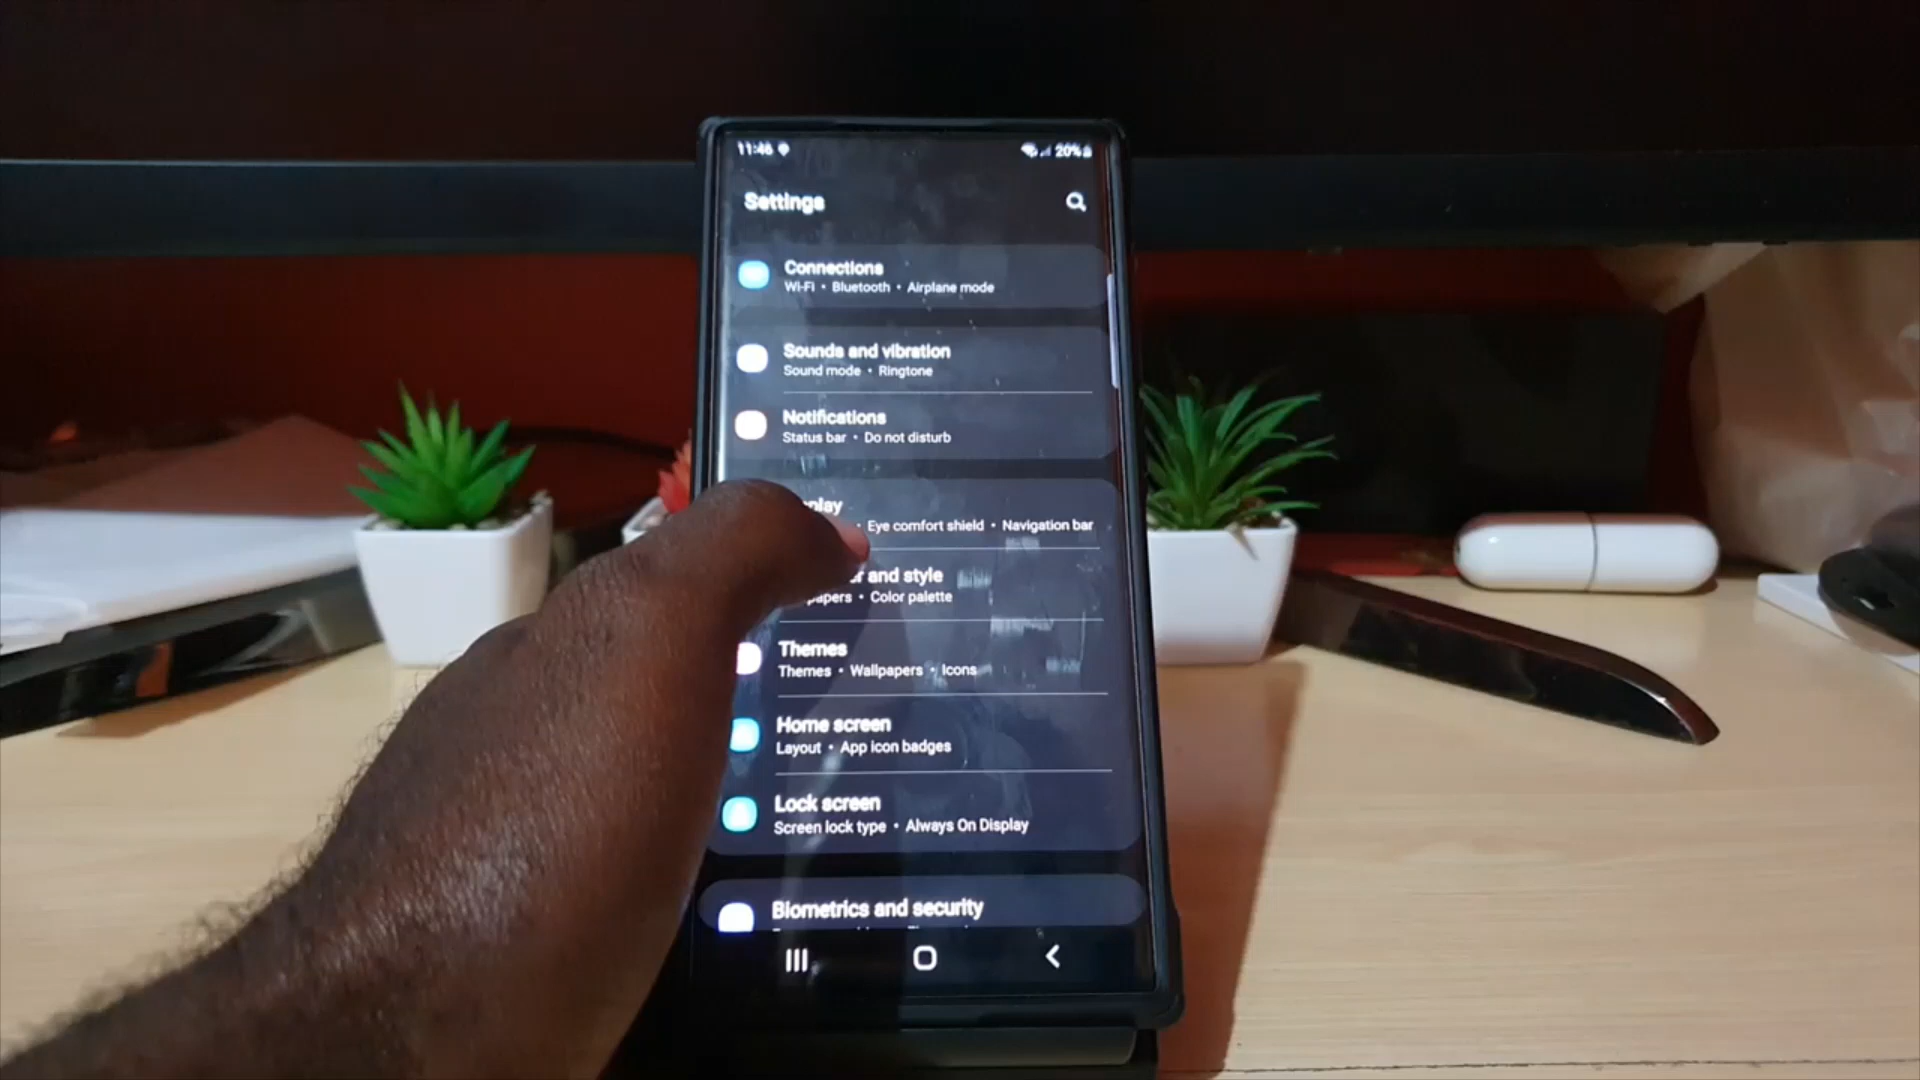 11:46
20%
Settings
Connections
Wi-Fi • Bluetooth • Airplane mode
Sounds and vibration
Sound mode • Ringtone
Notifications
Status bar • Do not disturb
play
• Eye comfort shield • Navigation bar
r and style
papers • Color palette
Themes
Themes • Wallpapers • Icons
Home screen
Layout • App icon badges
Lock screen
Screen lock type • Always On Display
Biometrics and security